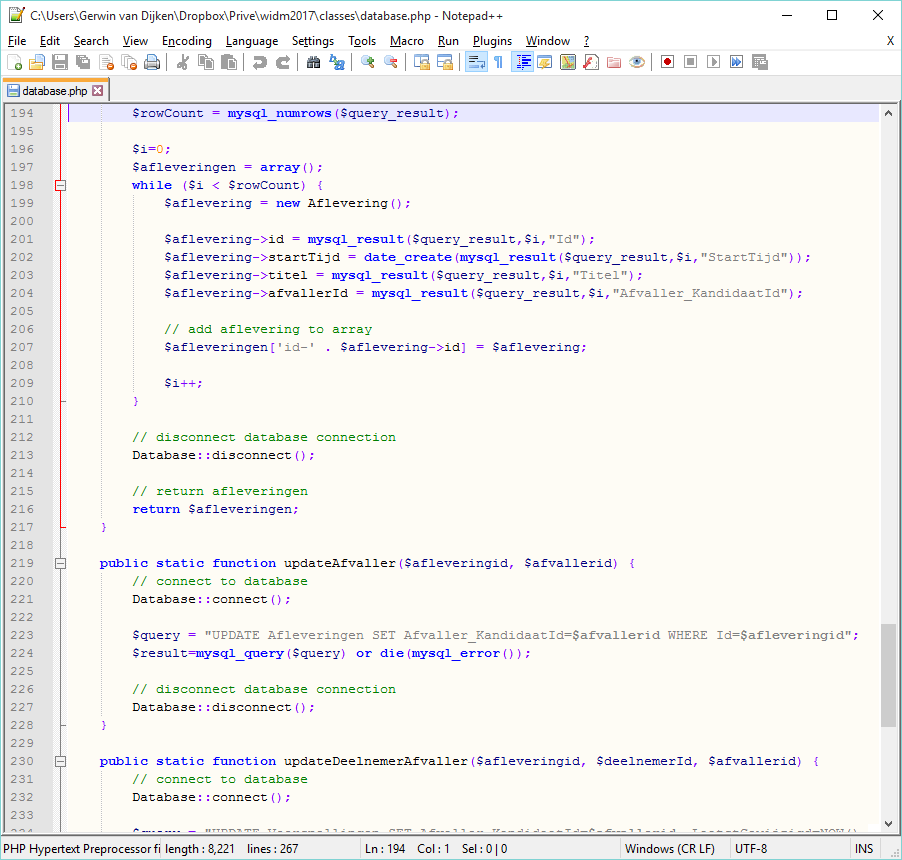 C:\Users\Gerwin van Dijken\Dropbox\Prive\widm2017\classes\database.php - Notepad++
File Edit Search View Encoding Language Settings Tools Macro Run Plugins Window ? X
database.php
194 $rowCount = mysql_numrows($query_result);
195
196 $i=0;
197 $afleveringen = array();
198 while ($i < $rowCount) {
199 $aflevering = new Aflevering();
200
201 $aflevering->id = mysql_result($query_result,$i,"Id");
202 $aflevering->startTijd = date_create(mysql_result($query_result,$i,"StartTijd"));
203 $aflevering->titel = mysql_result($query_result,$i,"Titel");
204 $aflevering->afvallerId = mysql_result($query_result,$i,"Afvaller_KandidaatId");
205
206 // add aflevering to array
207 $afleveringen['id-' . $aflevering->id] = $aflevering;
208
209 $i++;
210 }
211
212 // disconnect database connection
213 Database::disconnect();
214
215 // return afleveringen
216 return $afleveringen;
217 }
218
219 public static function updateAfvaller($afleveringid, $afvallerid) {
220 // connect to database
221 Database::connect();
222
223 $query = "UPDATE Afleveringen SET Afvaller_KandidaatId=$afvallerid WHERE Id=$afleveringid";
224 $result=mysql_query($query) or die(mysql_error());
225
226 // disconnect database connection
227 Database::disconnect();
228 }
229
230 public static function updateDeelnemerAfvaller($afleveringid, $deelnemerId, $afvallerid) {
231 // connect to database
232 Database::connect();
233
PHP Hypertext Preprocessor fi length : 8,221 lines : 267 Ln : 194 Col : 1 Sel : 0 | 0 Windows (CR LF) UTF-8 INS